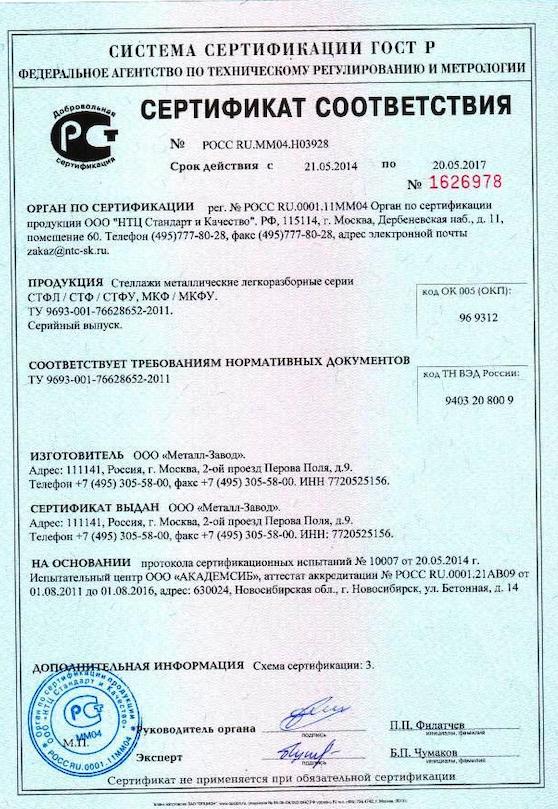 СИСТЕМА СЕРТИФИКАЦИИ ГОСТ Р
ФЕДЕРАЛЬНОЕ АГЕНТСТВО ПО ТЕХНИЧЕСКОМУ РЕГУЛИРОВАНИЮ И МЕТРОЛОГИИ
Добровольная
сертификация
СЕРТИФИКАТ СООТВЕТСТВИЯ
№ РОСС RU.ММ04.Н03928
Срок действия с 21.05.2014 по 20.05.2017
№ 1626978
ОРГАН ПО СЕРТИФИКАЦИИ рег. № РОСС RU.0001.11ММ04 Орган по сертификации
продукции ООО "НТЦ Стандарт и Качество". РФ, 115114, г. Москва, Дербеневская наб., д. 11,
помещение 60. Телефон (495)777-80-28, факс (495)777-80-28, адрес электронной почты
zakaz@ntc-sk.ru.
ПРОДУКЦИЯ Стеллажи металлические легкоразборные серии
СТФЛ / СТФ / СТФУ, МКФ / МКФУ.
ТУ 9693-001-76628652-2011.
Серийный выпуск.
код ОК 005 (ОКП):
96 9312
СООТВЕТСТВУЕТ ТРЕБОВАНИЯМ НОРМАТИВНЫХ ДОКУМЕНТОВ
ТУ 9693-001-76628652-2011
код ТН ВЭД России:
9403 20 800 9
ИЗГОТОВИТЕЛЬ ООО «Металл-Завод».
Адрес: 111141, Россия, г. Москва, 2-ой проезд Перова Поля, д.9.
Телефон +7 (495) 305-58-00, факс +7 (495) 305-58-00. ИНН 7720525156.
СЕРТИФИКАТ ВЫДАН ООО «Металл-Завод».
Адрес: 111141, Россия, г. Москва, 2-ой проезд Перова Поля, д.9.
Телефон +7 (495) 305-58-00, факс +7 (495) 305-58-00. ИНН: 7720525156.
НА ОСНОВАНИИ протокола сертификационных испытаний № 10007 от 20.05.2014 г.
Испытательный центр ООО «АКАДЕМСИБ», аттестат аккредитации № РОСС RU.0001.21АВ09 от
01.08.2011 до 01.08.2016, адрес: 630024, Новосибирская обл., г. Новосибирск, ул. Бетонная, д. 14
ДОПОЛНИТЕЛЬНАЯ ИНФОРМАЦИЯ Схема сертификации: 3.
Орган по сертификации продукции
ООО «НТЦ Стандарт и Качество»
ММ04
РОСС RU.0001.11ММ04
М.П.
Руководитель органа
подпись
П.П. Филатчев
инициалы, фамилия
Эксперт
подпись
Б.П. Чумаков
инициалы, фамилия
Сертификат не применяется при обязательной сертификации